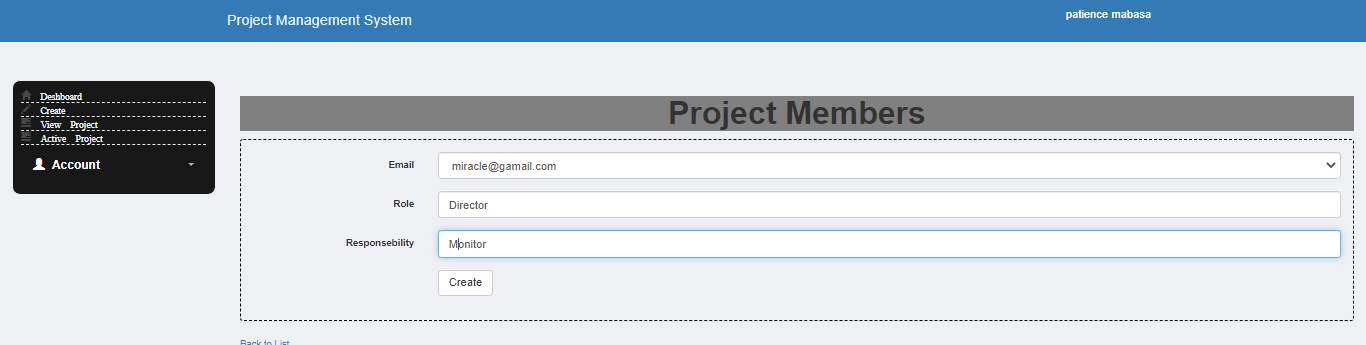 Project Management System
patience mabasa
Deshboard
Create
View Project
Active Project
Account
Project Members
Email
miracle@gamail.com
Role
Director
Responsebility
Monitor
Create
Back to List